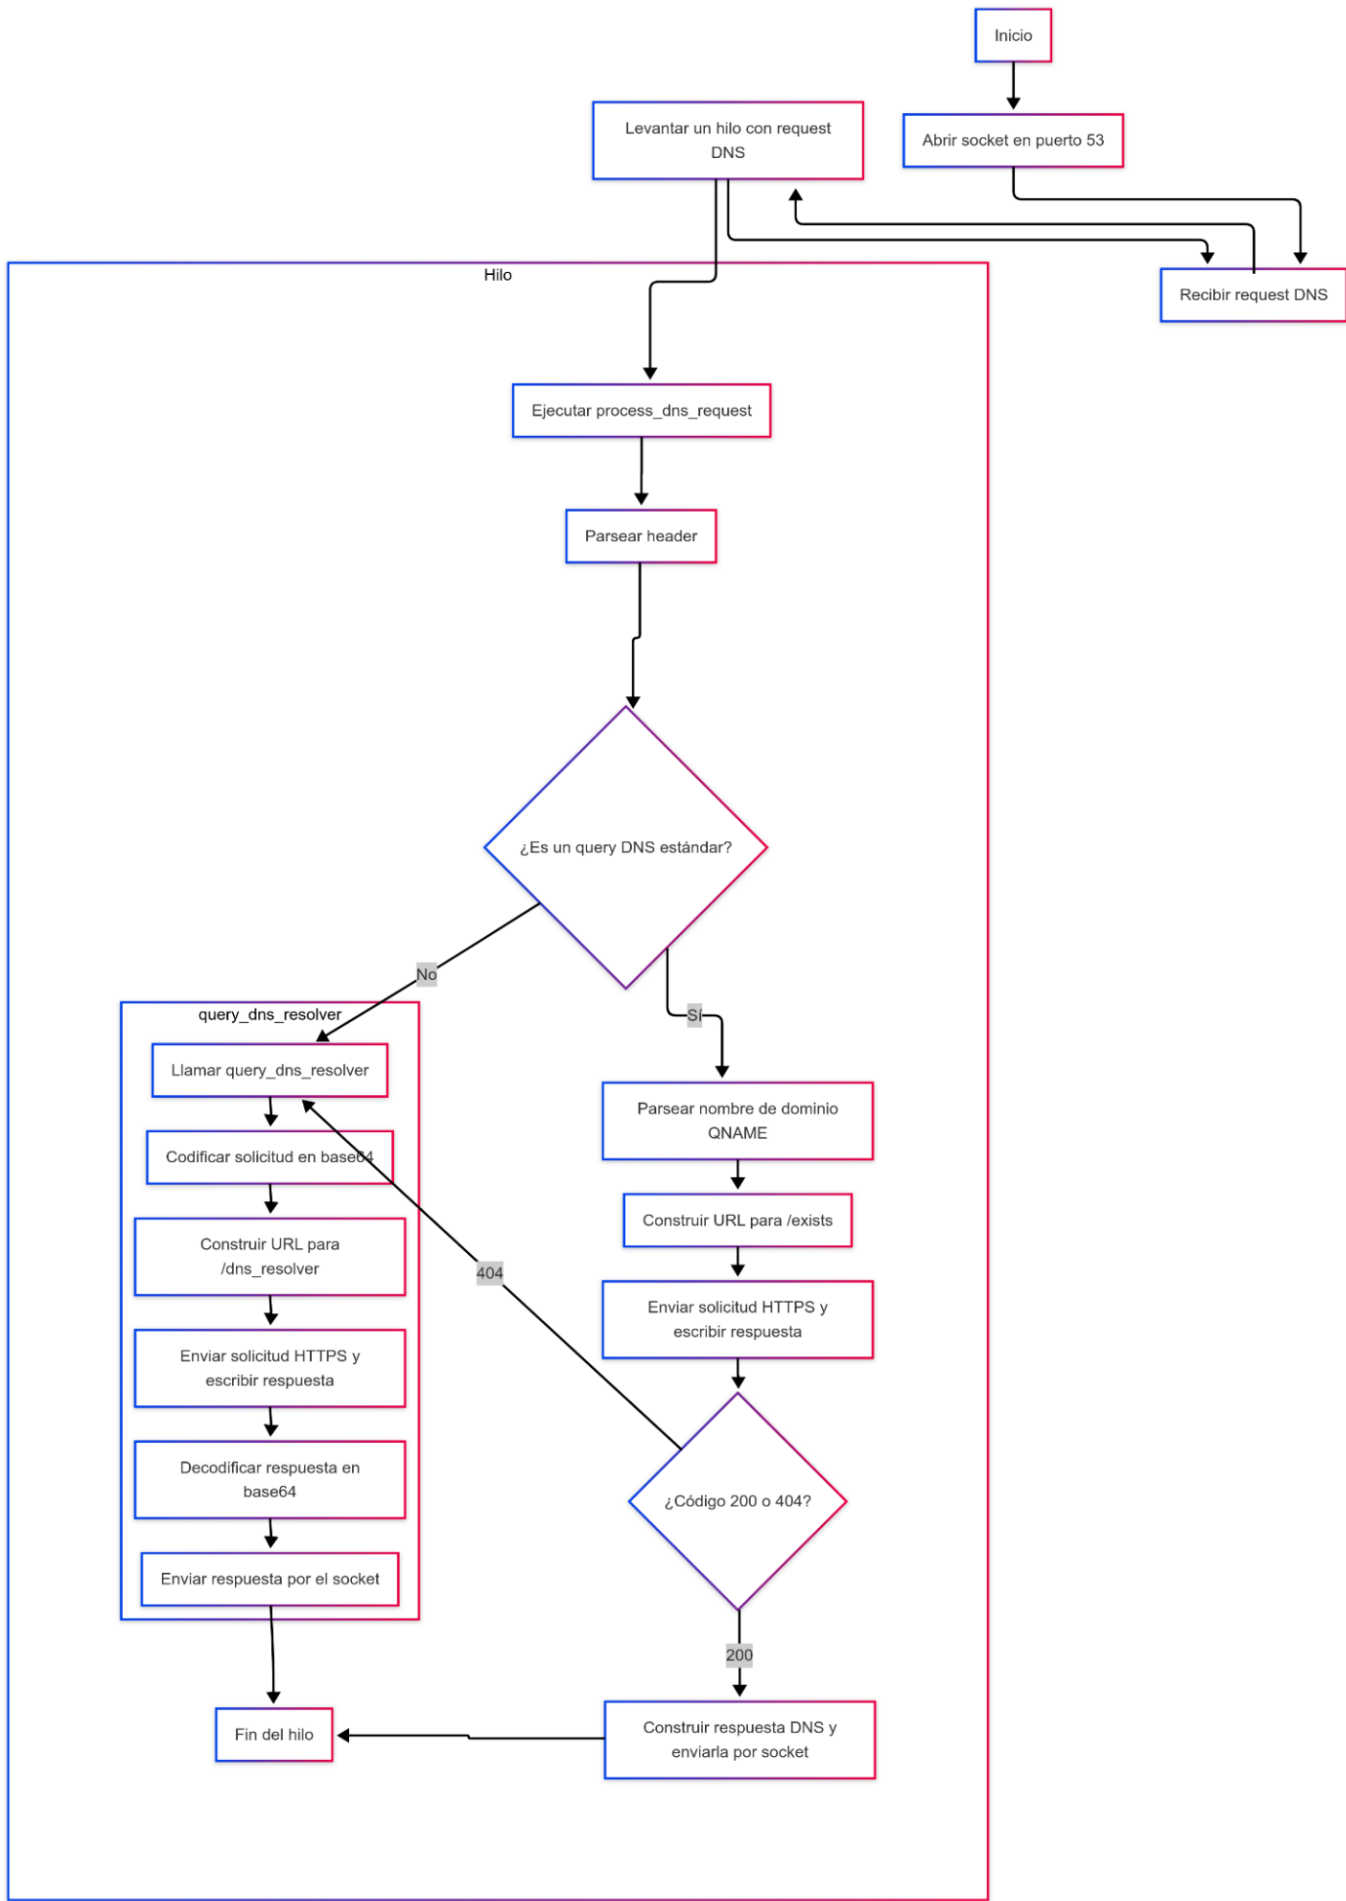 Inicio
Levantar un hilo con request
DNS
Abrir socket en puerto 53
Hilo
Recibir request DNS
Ejecutar process_dns_request
Parsear header
¿Es un query DNS estándar?
No
Sí
query_dns_resolver
Llamar query_dns_resolver
Codificar solicitud en base64
Construir URL para
/dns_resolver
Enviar solicitud HTTPS y
escribir respuesta
Decodificar respuesta en
base64
Enviar respuesta por el socket
Parsear nombre de dominio
QNAME
Construir URL para /exists
Enviar solicitud HTTPS y
escribir respuesta
404
¿Código 200 o 404?
200
Construir respuesta DNS y
enviarla por socket
Fin del hilo